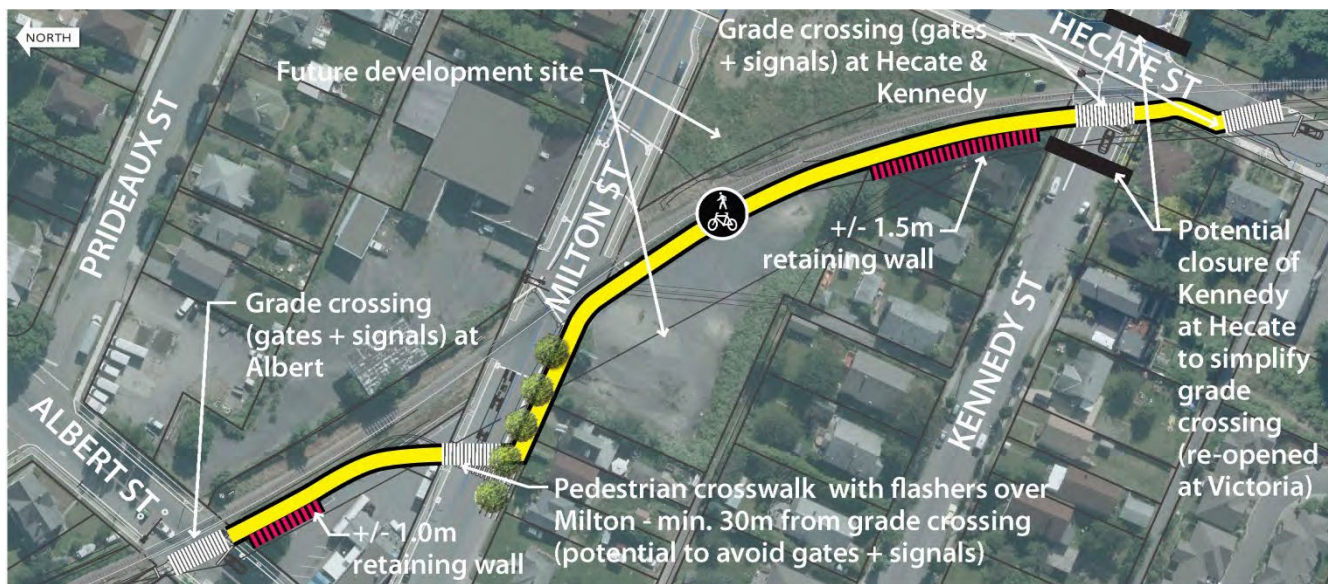 NORTH
PRIDEAUX ST
Future development site
MILTON ST
Grade crossing (gates
+ signals) at Hecate &
Kennedy
HECATE ST
+/- 1.5m
retaining wall
KENNEDY ST
Potential
closure of
Kennedy
at Hecate
to simplify
grade
crossing
(re-opened
at Victoria)
Grade crossing
(gates + signals) at
Albert
ALBERT ST
+/- 1.0m
retaining wall
Pedestrian crosswalk with flashers over
Milton - min. 30m from grade crossing
(potential to avoid gates + signals)